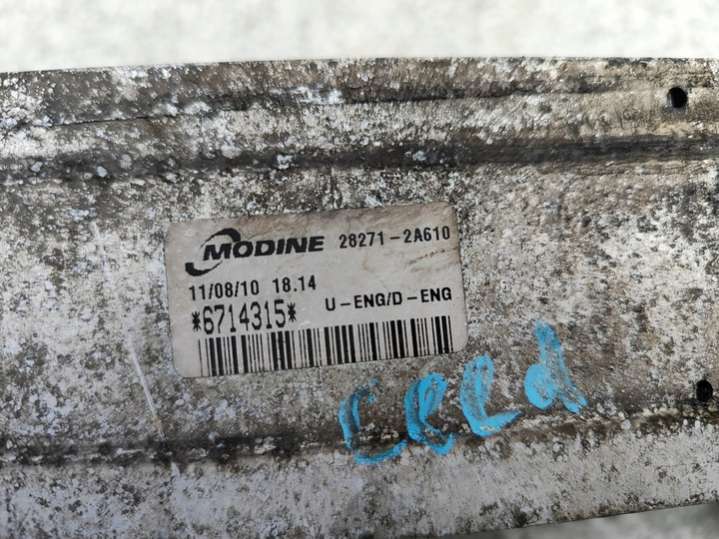 MODINE 28271-2A610
11/08/10 18.14
*6714315* U-ENG/D-ENG
ceed